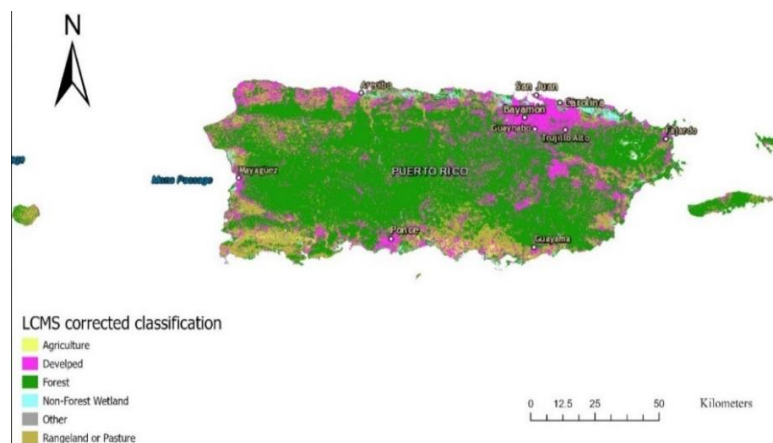 N
Arecibo
San Juan
Carolina
Bayamon
Guaynabo
Trujillo Alto
Fajardo
Mayaguez
Mona Passage
PUERTO RICO
Ponce
Guayama
LCMS corrected classification
Agriculture
Develped
Forest
Non-Forest Wetland
Other
Rangeland or Pasture
0 12.5 25 50 Kilometers